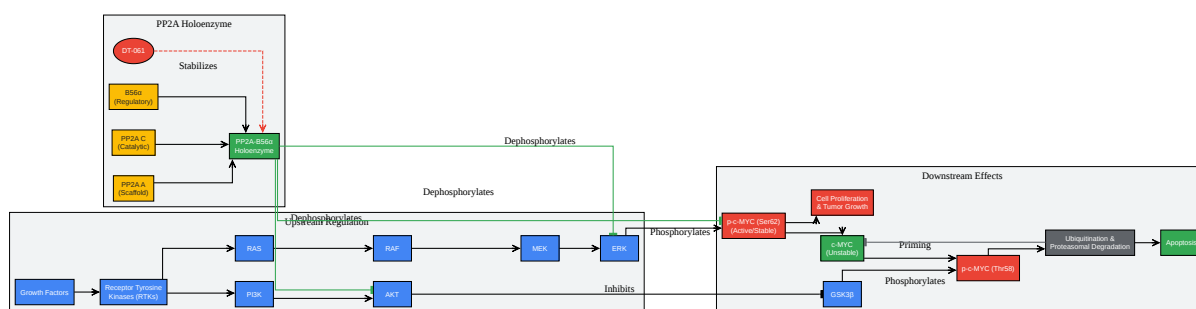 PP2A Holoenzyme
DT-061
Stabilizes
B56α
(Regulatory)
PP2A C
(Catalytic)
PP2A-B56α
Holoenzyme
PP2A A
(Scaffold)
Dephosphorylates
Dephosphorylates
Dephosphorylates
Upstream Regulation
RAS
RAF
MEK
ERK
Growth Factors
Receptor Tyrosine
Kinases (RTKs)
PI3K
AKT
Phosphorylates
Inhibits
Downstream Effects
Cell Proliferation
& Tumor Growth
p-c-MYC (Ser62)
(Active/Stable)
c-MYC
(Unstable)
Priming
Ubiquitination &
Proteasomal Degradation
Apoptosis
p-c-MYC (Thr58)
Phosphorylates
GSK3β